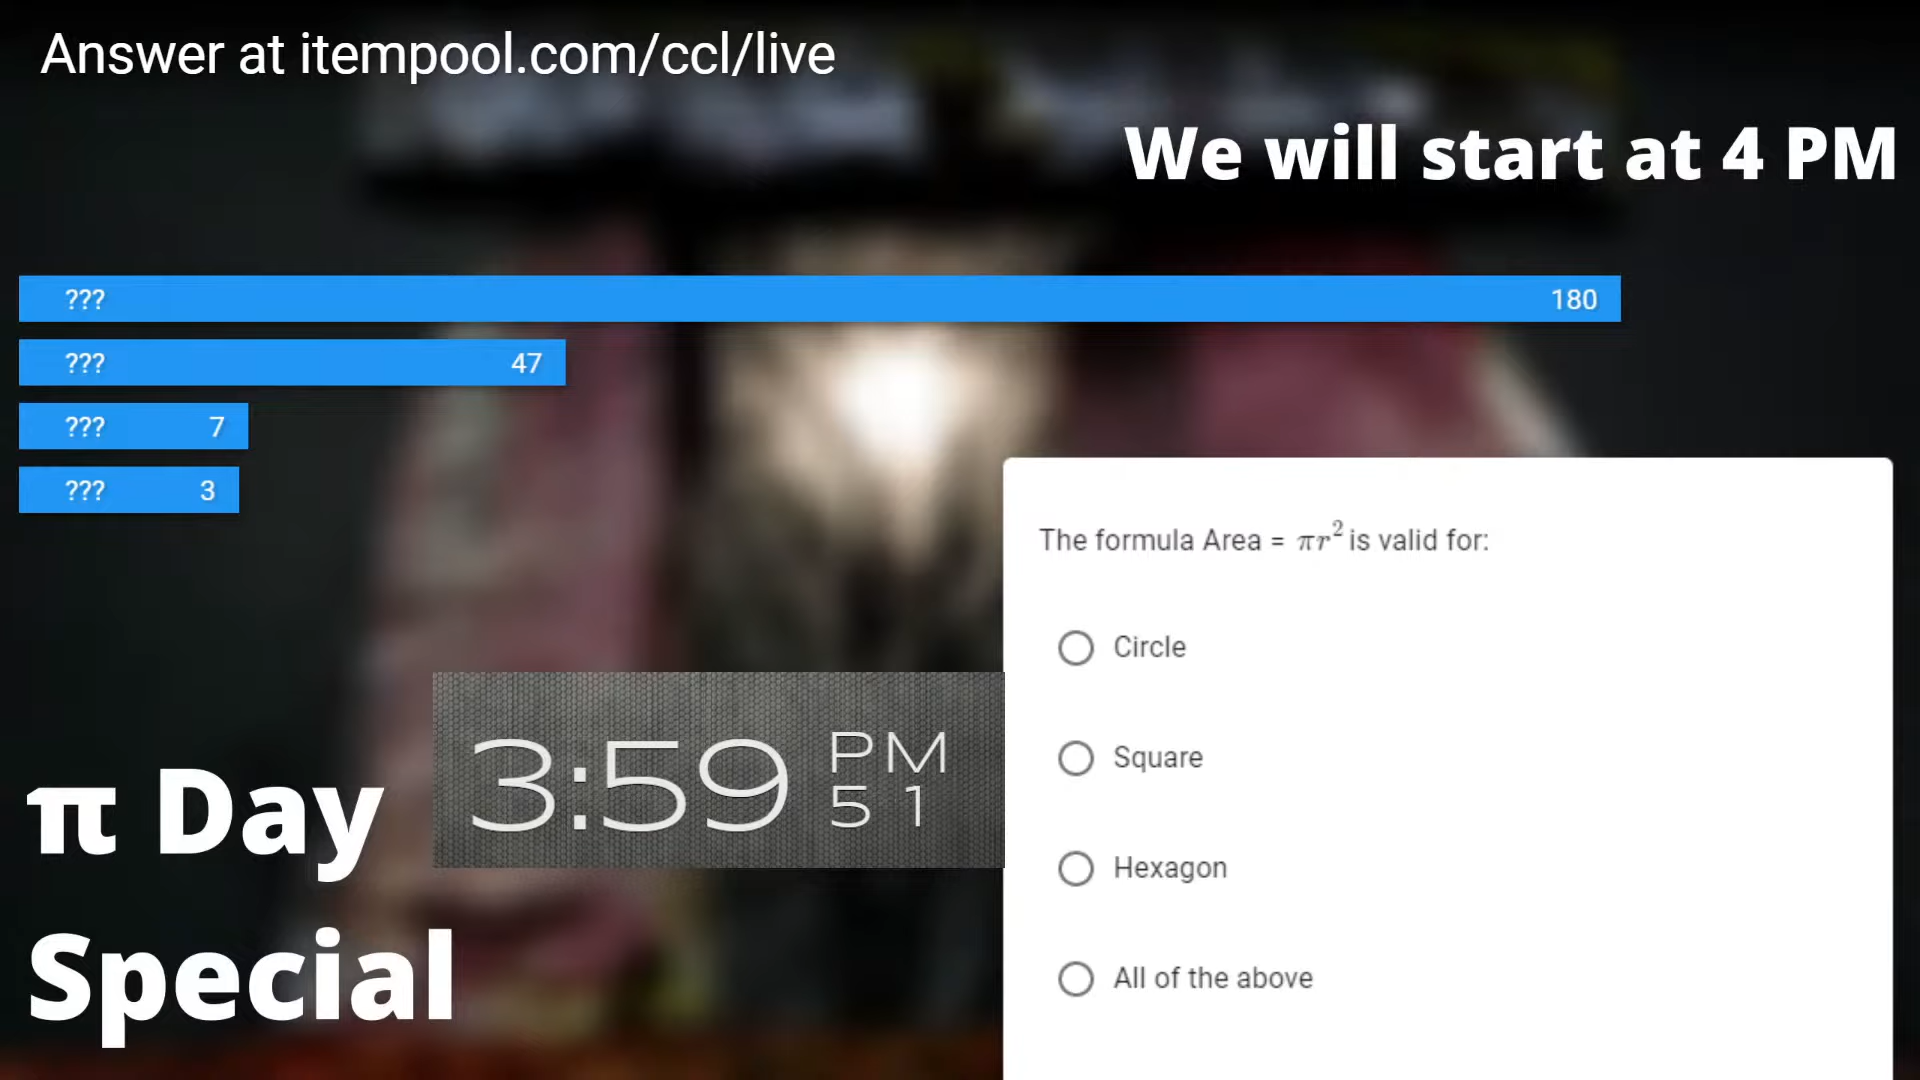 Answer at itempool.com/ccl/live
We will start at 4 PM
??? 180
??? 47
??? 7
??? 3
The formula Area = πr² is valid for:
Circle
Square
Hexagon
All of the above
3:59 PM 51
π Day
Special